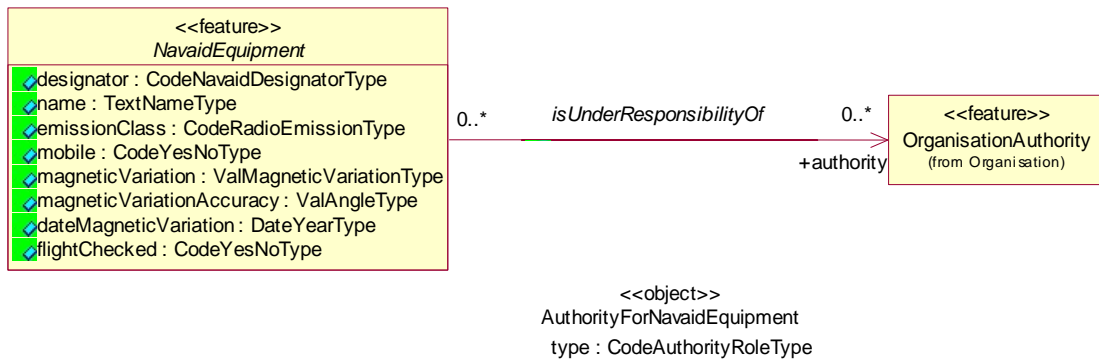 <<feature>>
NavaidEquipment
designator : CodeNavaidDesignatorType
name : TextNameType
emissionClass : CodeRadioEmissionType
mobile : CodeYesNoType
magneticVariation : ValMagneticVariationType
magneticVariationAccuracy : ValAngleType
dateMagneticVariation : DateYearType
flightChecked : CodeYesNoType
0..*
isUnderResponsibilityOf
0..*
+authority
<<feature>>
OrganisationAuthority
(from Organisation)
<<object>>
AuthorityForNavaidEquipment
type : CodeAuthorityRoleType